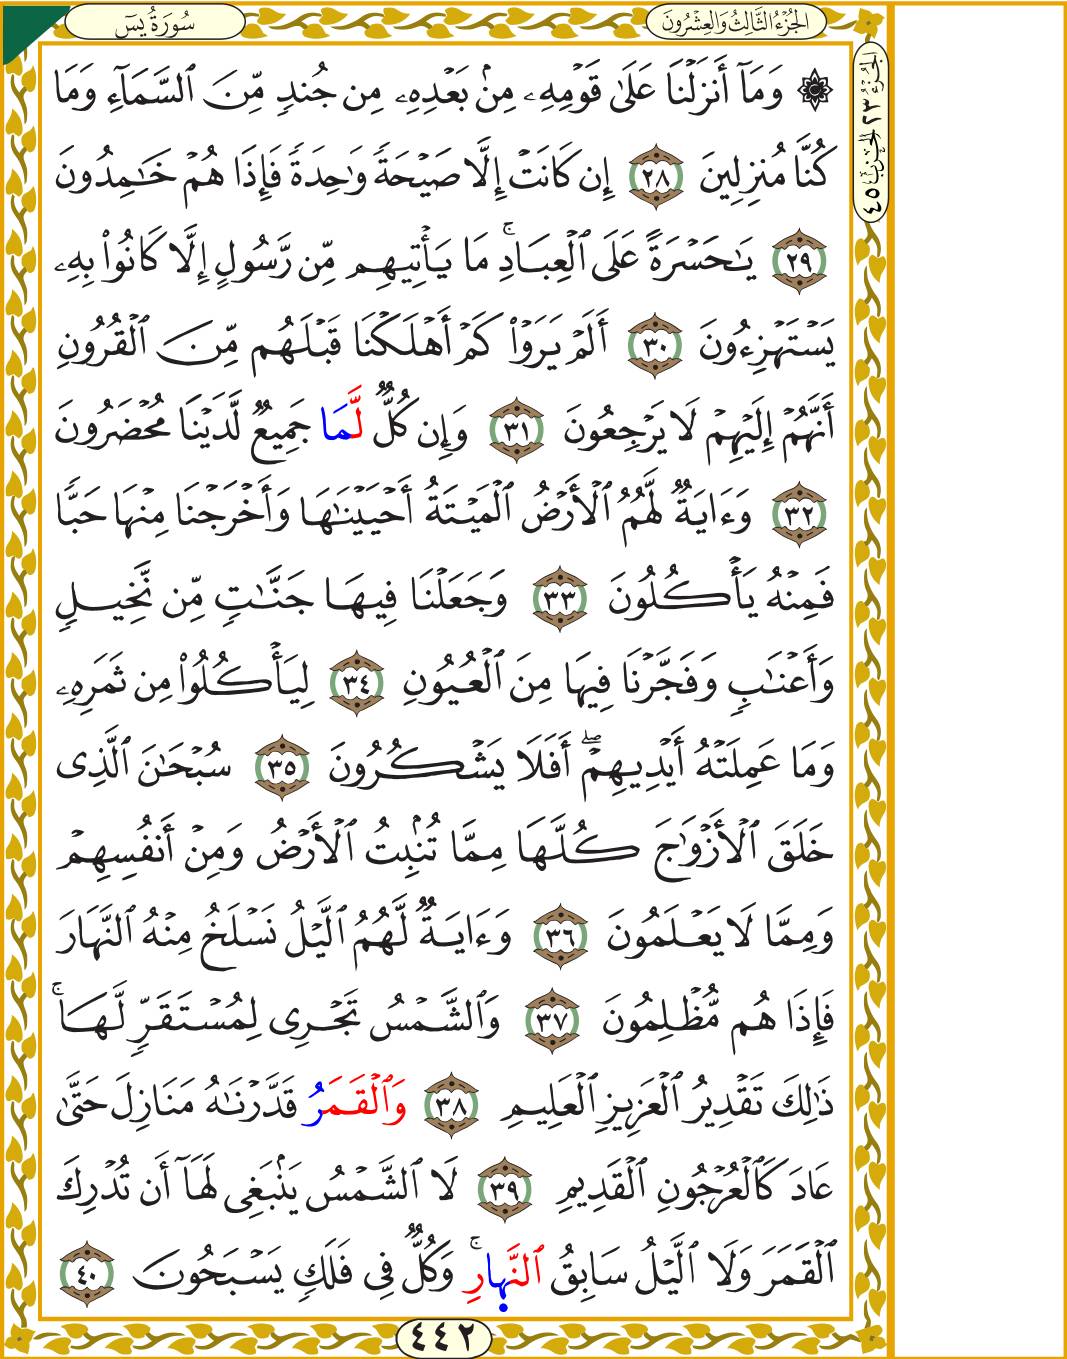 سُورَةُ يسٓ
الجُزْءُ الثَّالِثُ وَالعِشْرُونَ
الجُزْءُ ٢٣ الحِزْبُ ٤٥
۞ وَمَآ أَنزَلْنَا عَلَىٰ قَوْمِهِۦ مِنۢ بَعْدِهِۦ مِن جُندٍ مِّنَ ٱلسَّمَآءِ وَمَا
كُنَّا مُنزِلِينَ ٢٨ إِن كَانَتْ إِلَّا صَيْحَةً وَٰحِدَةً فَإِذَا هُمْ خَٰمِدُونَ
٢٩ يَٰحَسْرَةً عَلَى ٱلْعِبَادِۚ مَا يَأْتِيهِم مِّن رَّسُولٍ إِلَّا كَانُوا۟ بِهِۦ
يَسْتَهْزِءُونَ ٣٠ أَلَمْ يَرَوْا۟ كَمْ أَهْلَكْنَا قَبْلَهُم مِّنَ ٱلْقُرُونِ
أَنَّهُمْ إِلَيْهِمْ لَا يَرْجِعُونَ ٣١ وَإِن كُلٌّ لَّمَا جَمِيعٌ لَّدَيْنَا مُحْضَرُونَ
٣٢ وَءَايَةٌ لَّهُمُ ٱلْأَرْضُ ٱلْمَيْتَةُ أَحْيَيْنَٰهَا وَأَخْرَجْنَا مِنْهَا حَبًّا
فَمِنْهُ يَأْكُلُونَ ٣٣ وَجَعَلْنَا فِيهَا جَنَّٰتٍ مِّن نَّخِيلٍ
وَأَعْنَٰبٍ وَفَجَّرْنَا فِيهَا مِنَ ٱلْعُيُونِ ٣٤ لِيَأْكُلُوا۟ مِن ثَمَرِهِۦ
وَمَا عَمِلَتْهُ أَيْدِيهِمْۖ أَفَلَا يَشْكُرُونَ ٣٥ سُبْحَٰنَ ٱلَّذِى
خَلَقَ ٱلْأَزْوَٰجَ كُلَّهَا مِمَّا تُنۢبِتُ ٱلْأَرْضُ وَمِنْ أَنفُسِهِمْ
وَمِمَّا لَا يَعْلَمُونَ ٣٦ وَءَايَةٌ لَّهُمُ ٱلَّيْلُ نَسْلَخُ مِنْهُ ٱلنَّهَارَ
فَإِذَا هُم مُّظْلِمُونَ ٣٧ وَٱلشَّمْسُ تَجْرِى لِمُسْتَقَرٍّ لَّهَاۚ
ذَٰلِكَ تَقْدِيرُ ٱلْعَزِيزِ ٱلْعَلِيمِ ٣٨ وَٱلْقَمَرُ قَدَّرْنَٰهُ مَنَازِلَ حَتَّىٰ
عَادَ كَٱلْعُرْجُونِ ٱلْقَدِيمِ ٣٩ لَا ٱلشَّمْسُ يَنۢبَغِى لَهَآ أَن تُدْرِكَ
ٱلْقَمَرَ وَلَا ٱلَّيْلُ سَابِقُ ٱلنَّهَارِۚ وَكُلٌّ فِى فَلَكٍ يَسْبَحُونَ ٤٠
٤٤٢